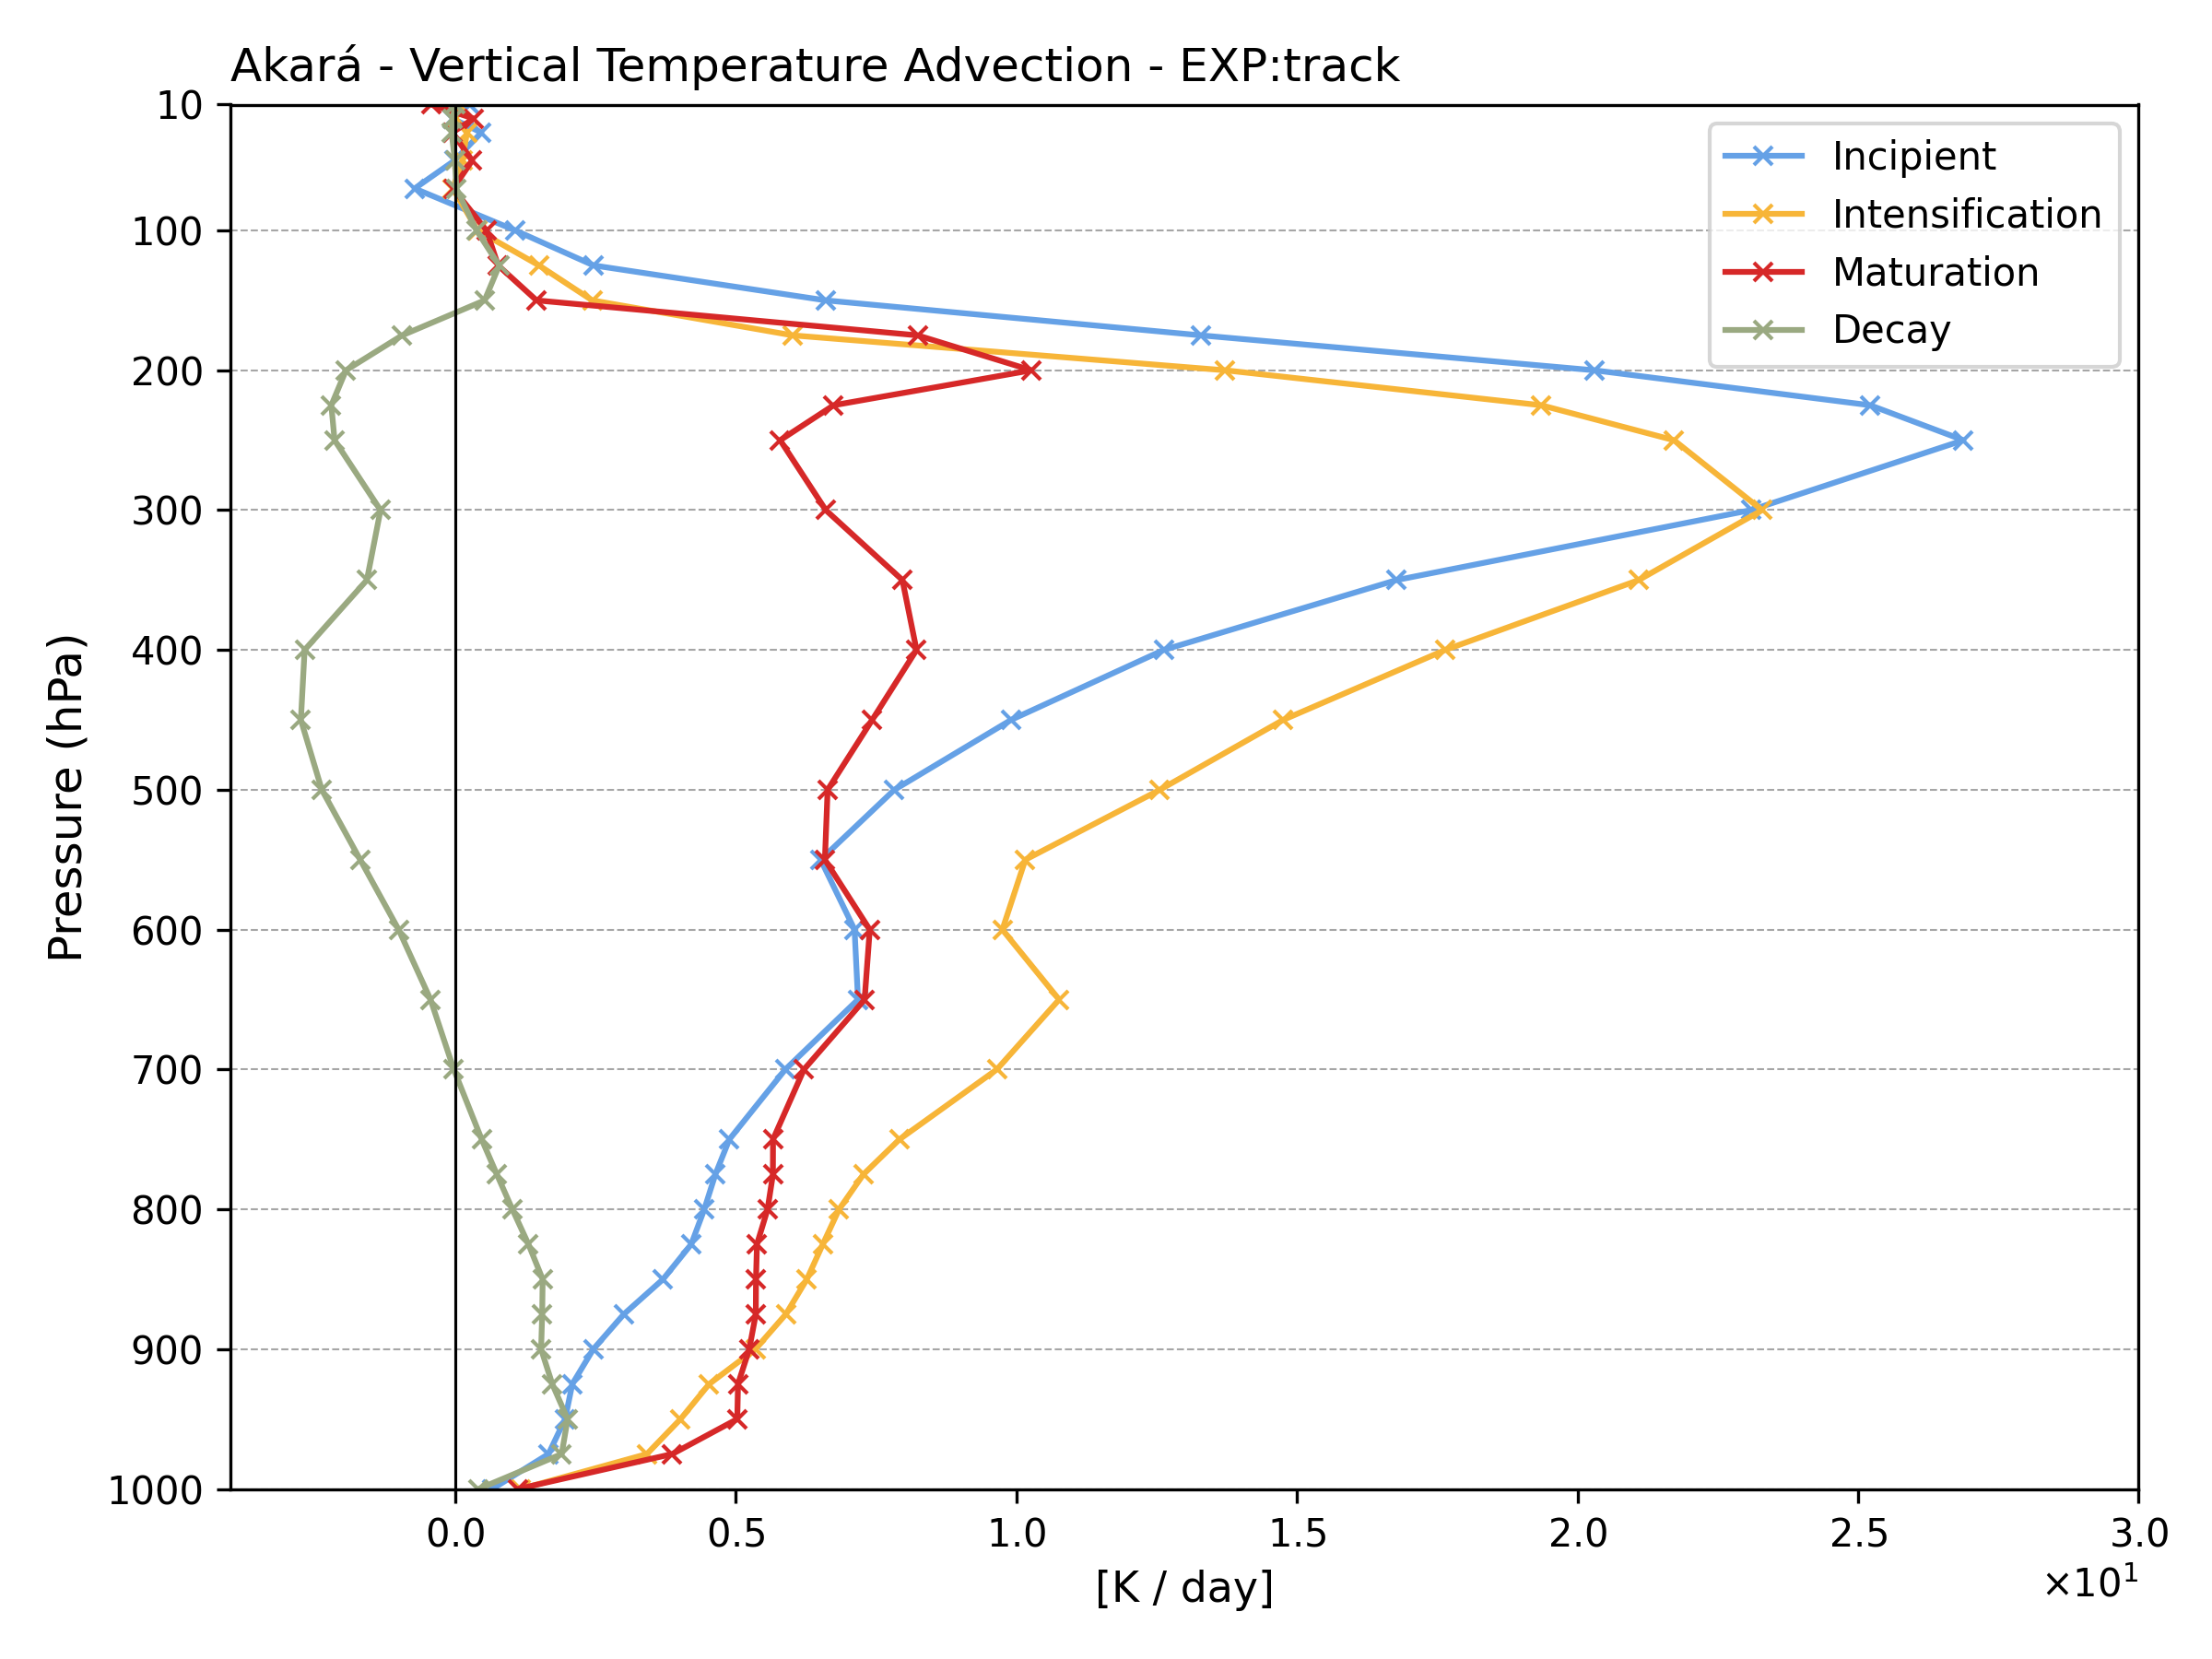 Akará - Vertical Temperature Advection - EXP:track
10
100
200
300
400
500
600
700
800
900
1000
Pressure (hPa)
Incipient
Intensification
Maturation
Decay
0.0 0.5 1.0 1.5 2.0 2.5 3.0
×10¹
[K / day]